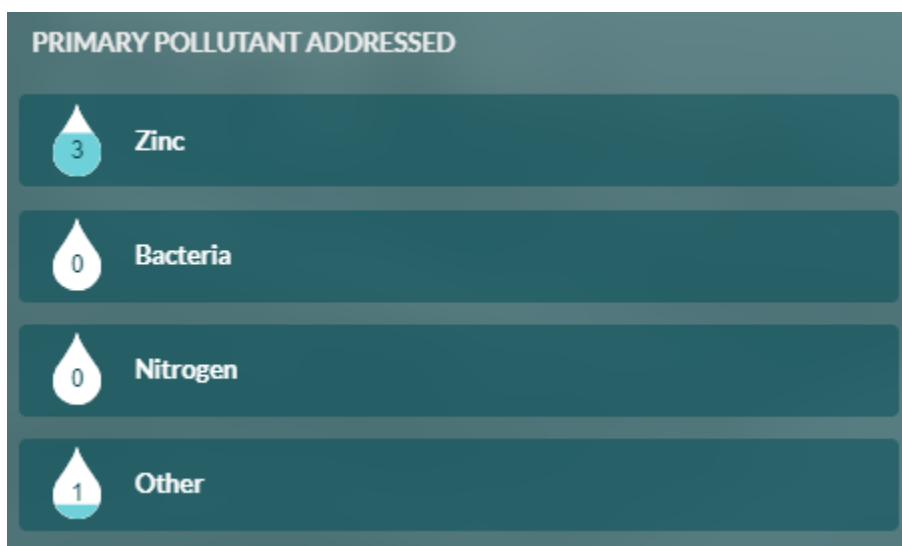 PRIMARY POLLUTANT ADDRESSED
3 Zinc
0 Bacteria
0 Nitrogen
1 Other